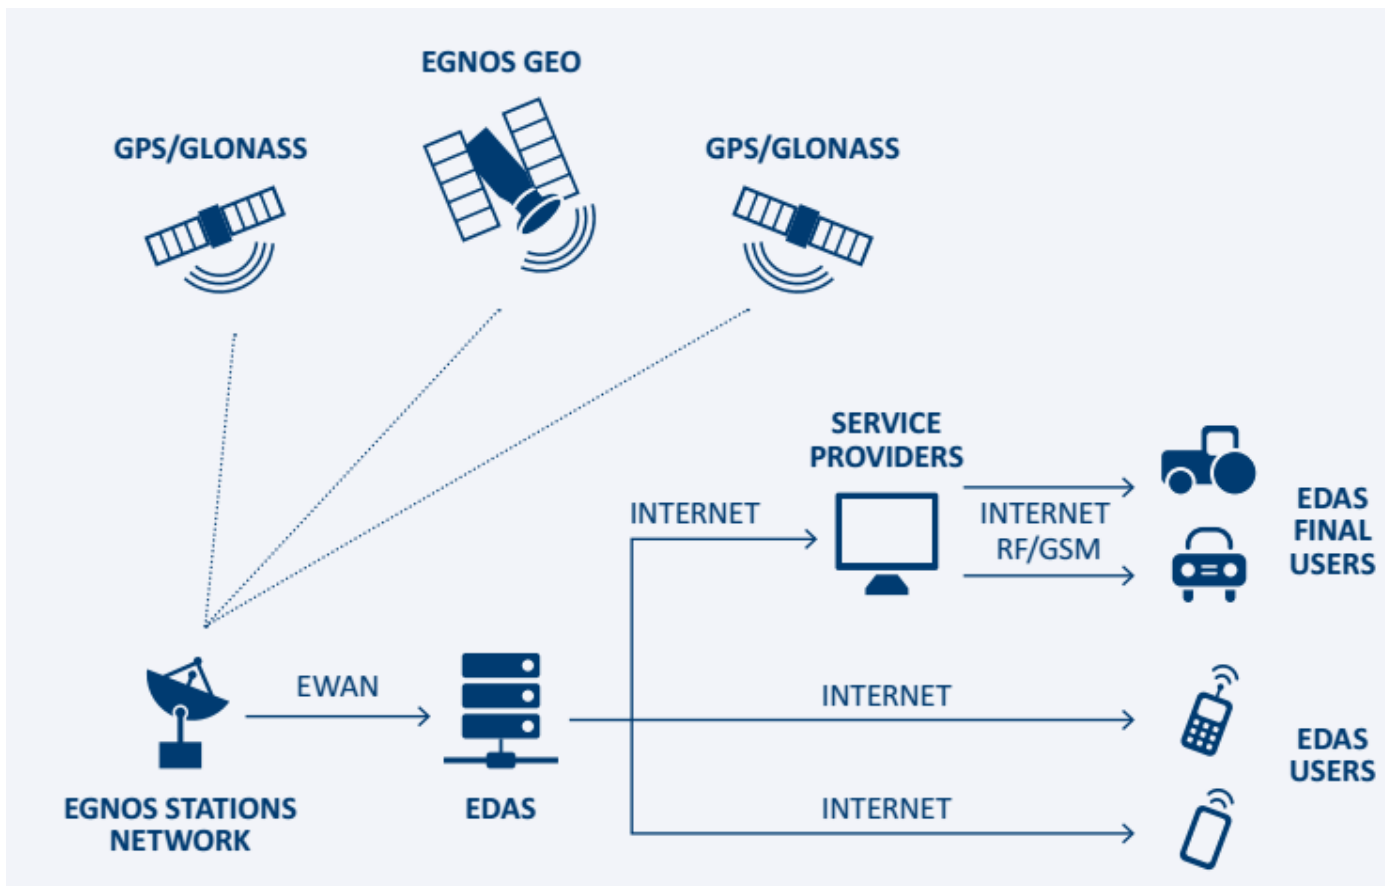 EGNOS GEO
GPS/GLONASS
GPS/GLONASS
SERVICE
PROVIDERS
INTERNET
INTERNET
RF/GSM
EDAS
FINAL
USERS
EWAN
INTERNET
EDAS
USERS
INTERNET
EGNOS STATIONS
NETWORK
EDAS